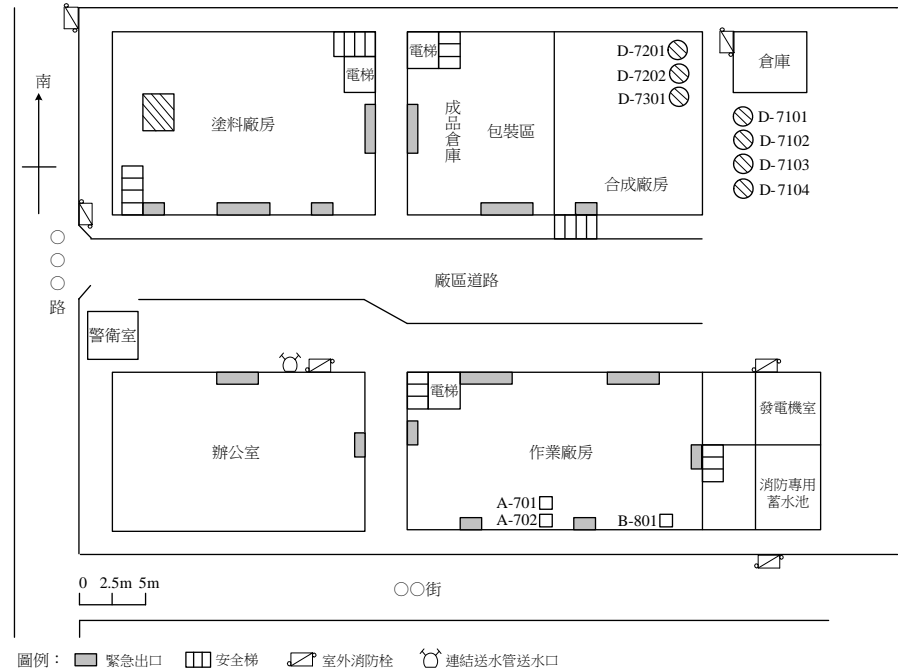 南
電梯
塗料廠房
電梯
成品倉庫
包裝區
D-7201
D-7202
D-7301
合成廠房
倉庫
D-7101
D-7102
D-7103
D-7104
○○○路
廠區道路
警衛室
辦公室
電梯
作業廠房
A-701
A-702
B-801
發電機室
消防專用
蓄水池
0 2.5m 5m
○○街
圖例： 緊急出口 安全梯 室外消防栓 連結送水管送水口